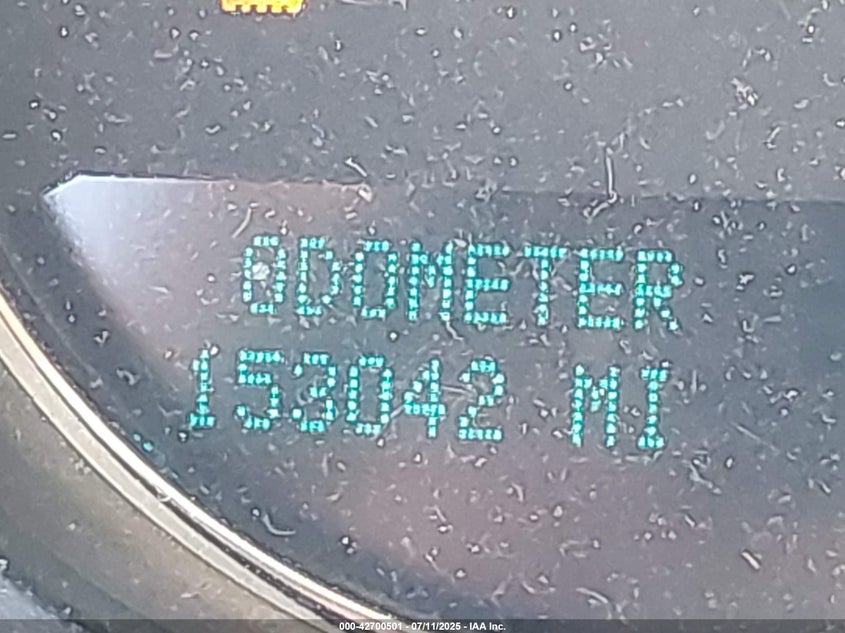 ODOMETER
153042 MI
000-42700501 - 07/11/2025 - IAA Inc.